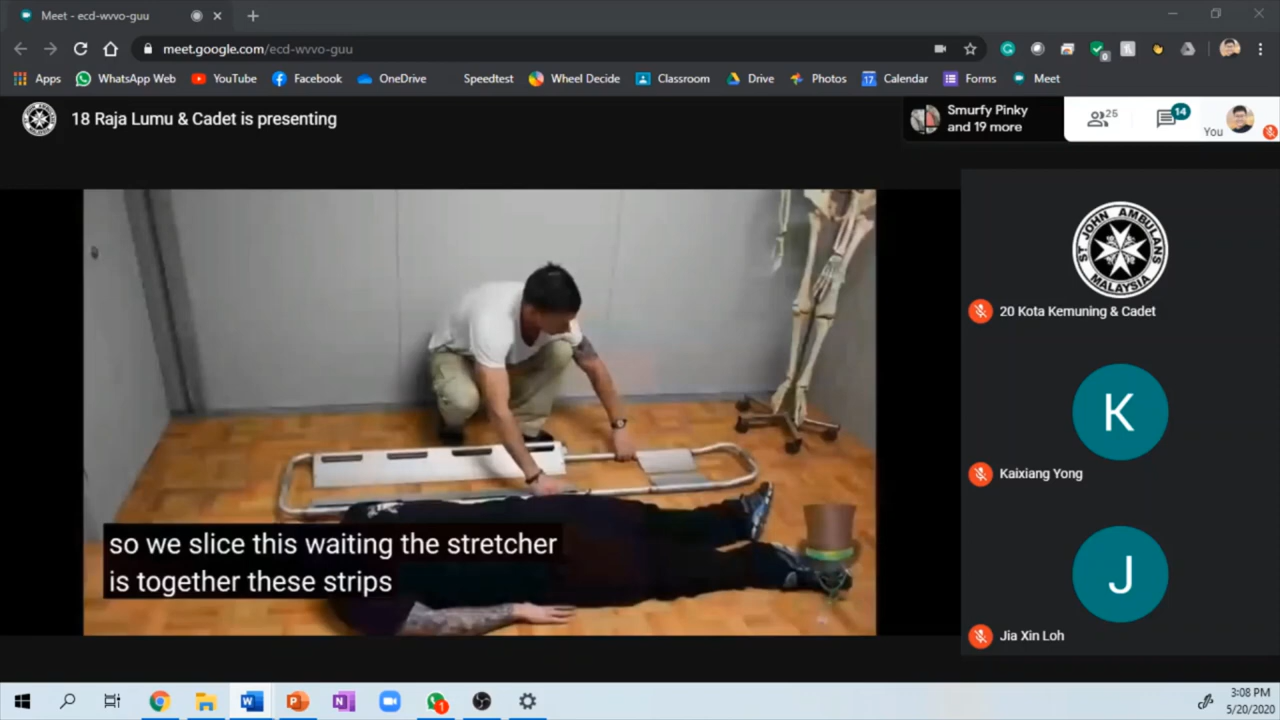 Meet - ecd-wvvo-guu
meet.google.com/ecd-wvvo-guu
0
Apps WhatsApp Web YouTube Facebook OneDrive Speedtest Wheel Decide Classroom Drive 17 Calendar Forms Meet
18 Raja Lumu & Cadet is presenting
Smurfy Pinky
and 19 more
25
14
You
ST JOHN AMBULANS
MALAYSIA
20 Kota Kemuning & Cadet
K
Kaixiang Yong
J
Jia Xin Loh
so we slice this waiting the stretcher
is together these strips
W P N 1
3:08 PM
5/20/2020